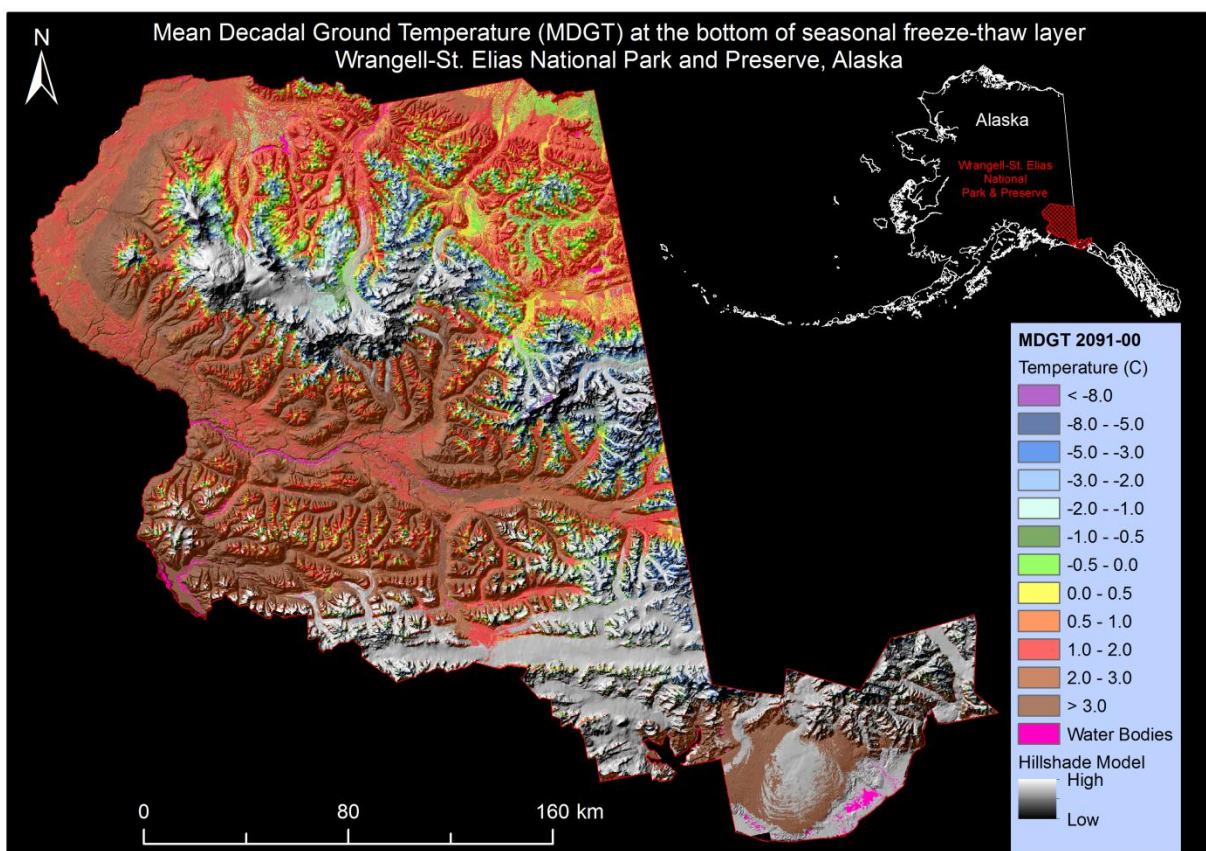 Mean Decadal Ground Temperature (MDGT) at the bottom of seasonal freeze-thaw layer
Wrangell-St. Elias National Park and Preserve, Alaska
N
Alaska
Wrangell-St. Elias
National
Park & Preserve
MDGT 2091-00
Temperature (C)
< -8.0
-8.0 - -5.0
-5.0 - -3.0
-3.0 - -2.0
-2.0 - -1.0
-1.0 - -0.5
-0.5 - 0.0
0.0 - 0.5
0.5 - 1.0
1.0 - 2.0
2.0 - 3.0
> 3.0
Water Bodies
Hillshade Model
High
Low
0 80 160 km